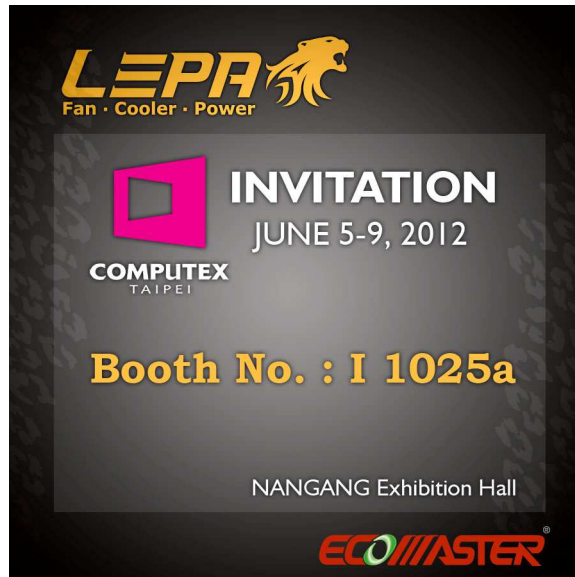 LEPA
Fan · Cooler · Power
INVITATION
JUNE 5-9, 2012
COMPUTEX
TAIPEI
Booth No. : I 1025a
NANGANG Exhibition Hall
ECOMASTER®